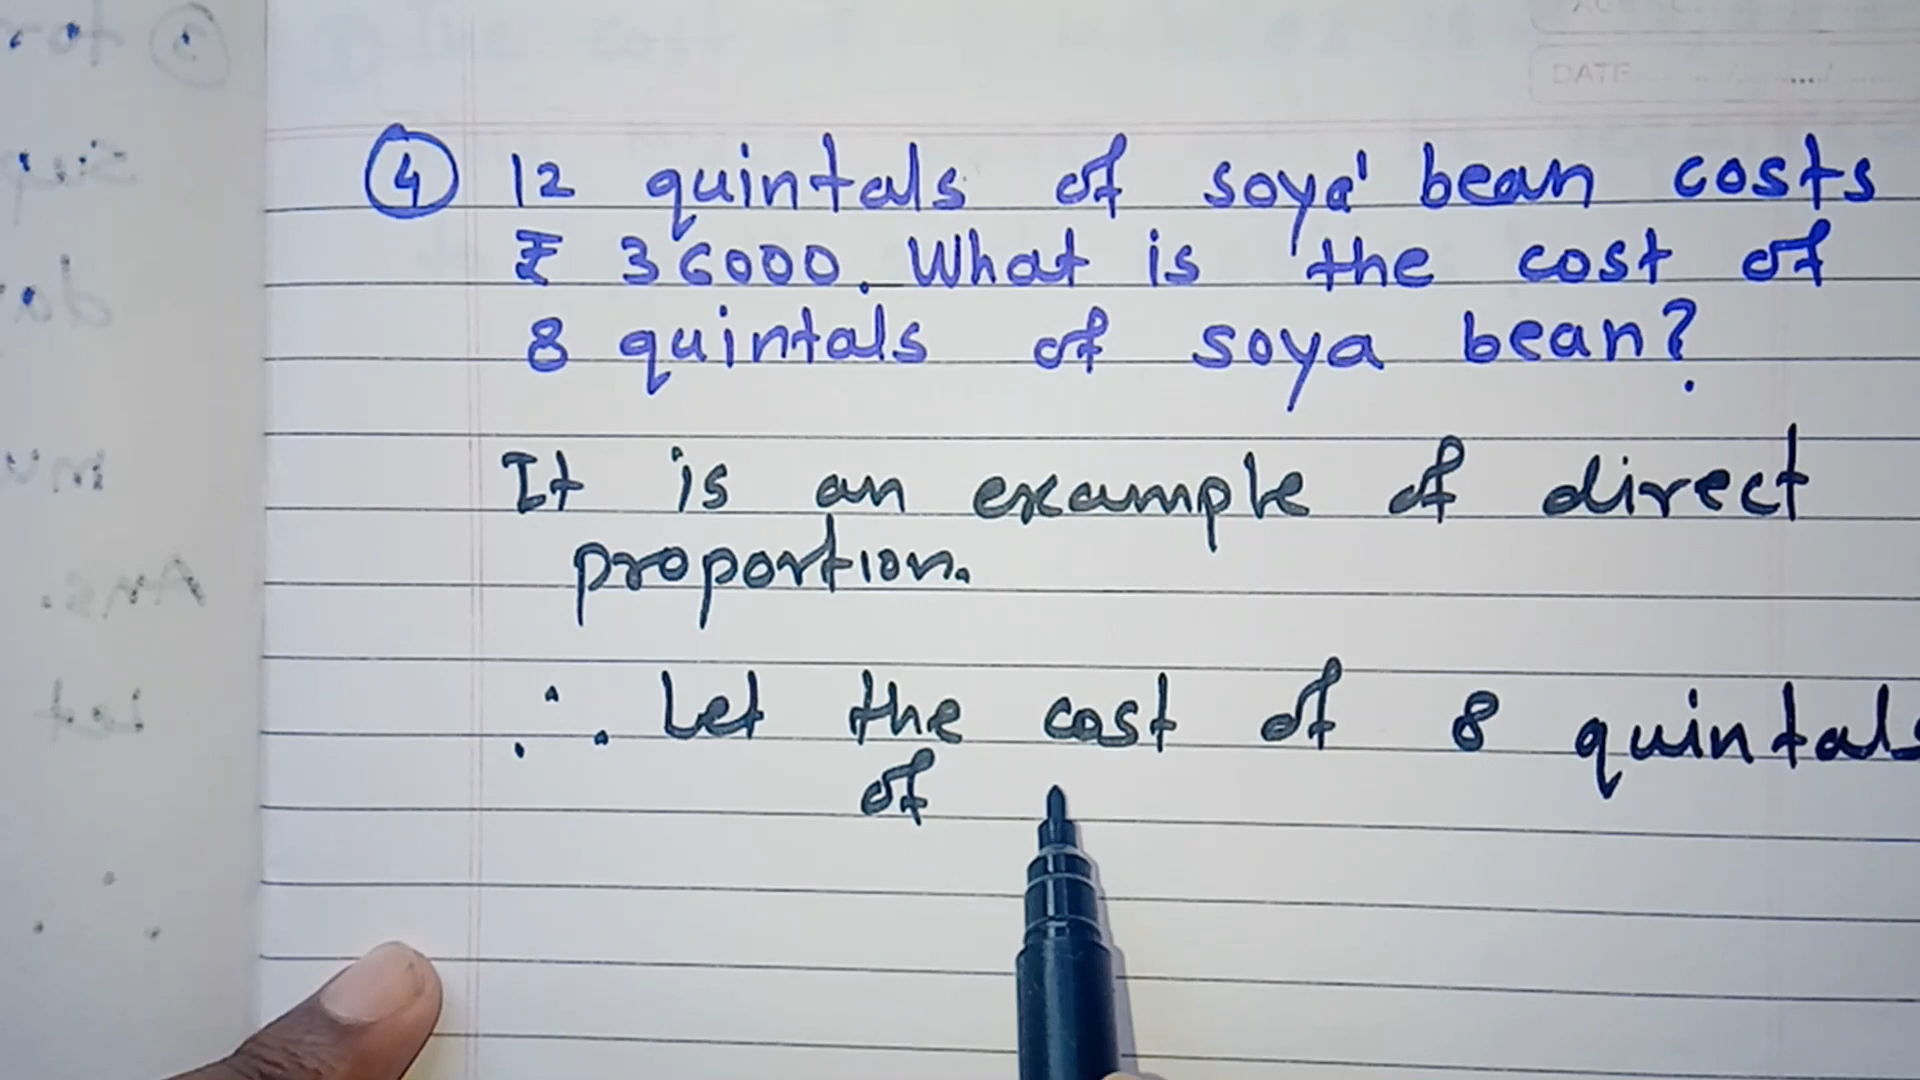 DATE
④ 12 quintals of soya bean costs
₹ 36000. What is the cost of
8 quintals of soya bean?
It is an example of direct
proportion.
∴ Let the cost of 8 quintals
of